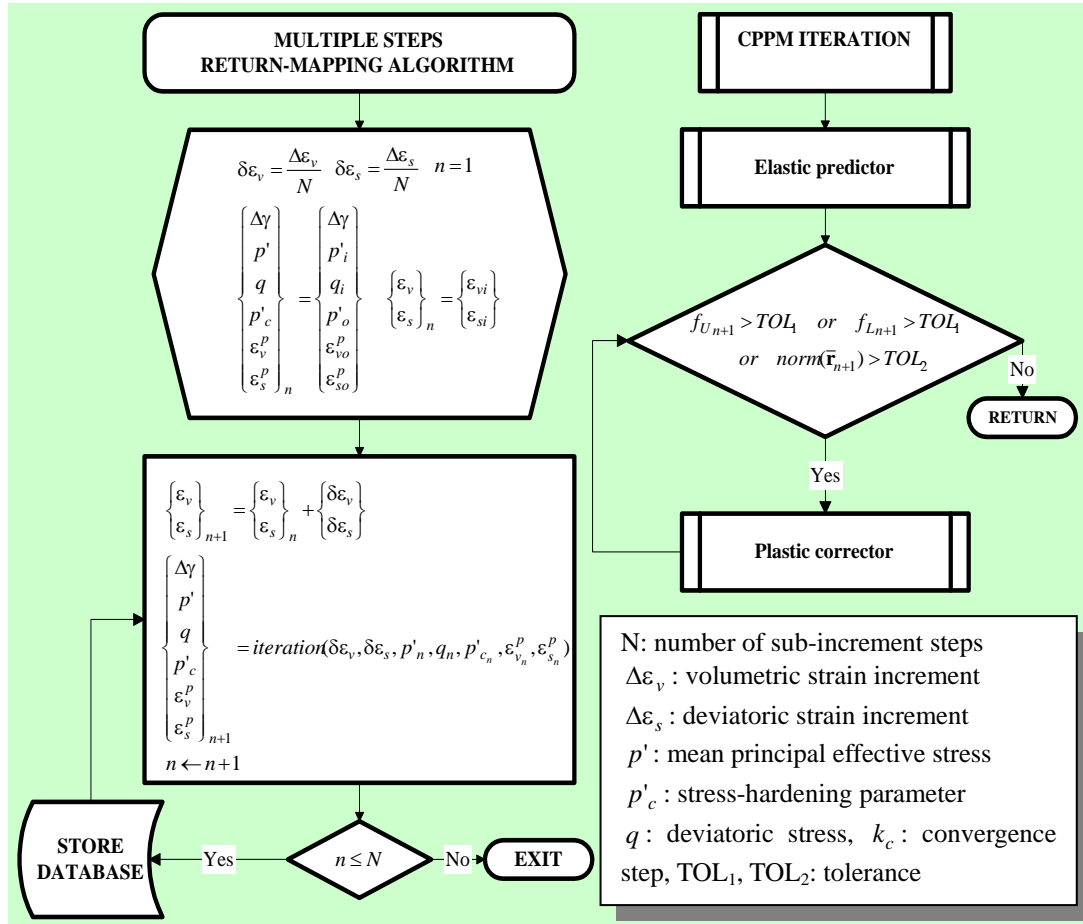 MULTIPLE STEPS
RETURN-MAPPING ALGORITHM
δε_v = Δε_v / N   δε_s = Δε_s / N   n = 1
{Δγ, p', q, p'_c, ε_v^p, ε_s^p}_n = {Δγ, p'_i, q_i, p'_o, ε_vo^p, ε_so^p}   {ε_v, ε_s}_n = {ε_vi, ε_si}
{ε_v, ε_s}_{n+1} = {ε_v, ε_s}_n + {δε_v, δε_s}
{Δγ, p', q, p'_c, ε_v^p, ε_s^p}_{n+1} = iteration(δε_v, δε_s, p'_n, q_n, p'_{c_n}, ε_{v_n}^p, ε_{s_n}^p)
n ← n+1
STORE
DATABASE
Yes
n ≤ N
No
EXIT
CPPM ITERATION
Elastic predictor
f_{U n+1} > TOL_1 or f_{L n+1} > TOL_1
or norm(r̄_{n+1}) > TOL_2
No
RETURN
Yes
Plastic corrector
N: number of sub-increment steps
Δε_v : volumetric strain increment
Δε_s : deviatoric strain increment
p' : mean principal effective stress
p'_c : stress-hardening parameter
q : deviatoric stress, k_c : convergence
step, TOL₁, TOL₂: tolerance